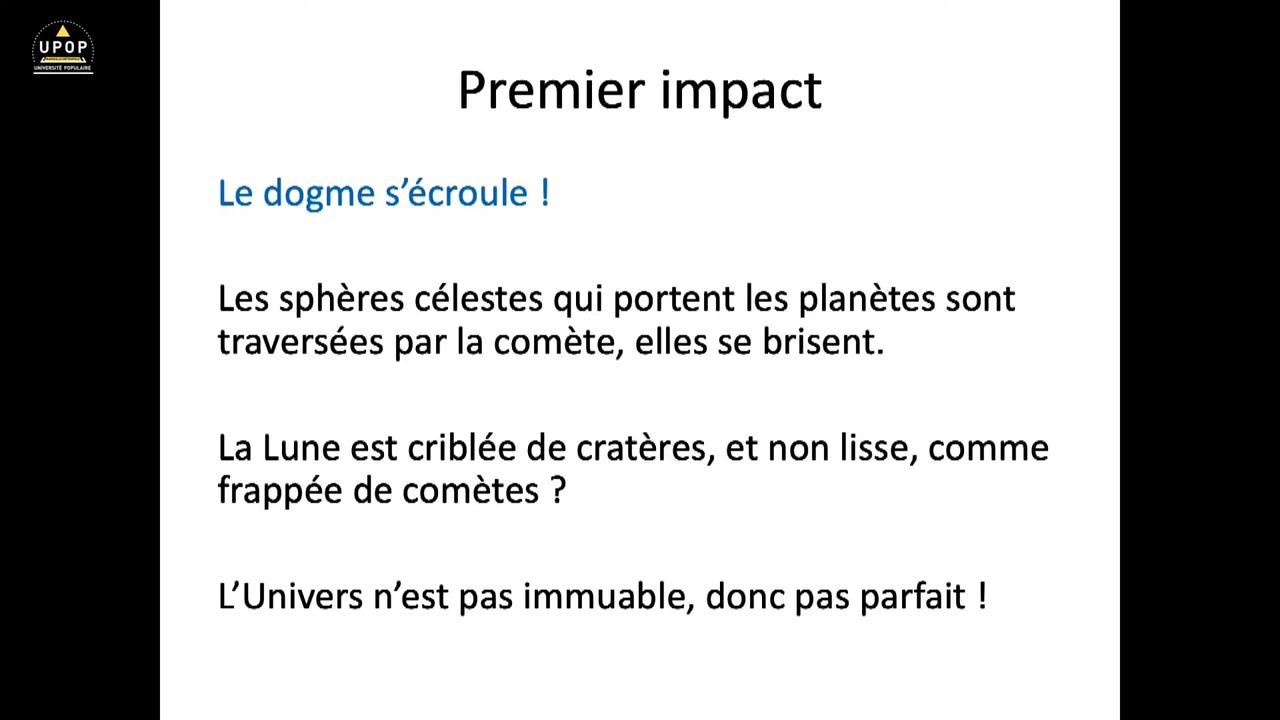 UPOP
UNIVERSITÉ POPULAIRE
Premier impact
Le dogme s’écroule !
Les sphères célestes qui portent les planètes sont
traversées par la comète, elles se brisent.
La Lune est criblée de cratères, et non lisse, comme
frappée de comètes ?
L’Univers n’est pas immuable, donc pas parfait !